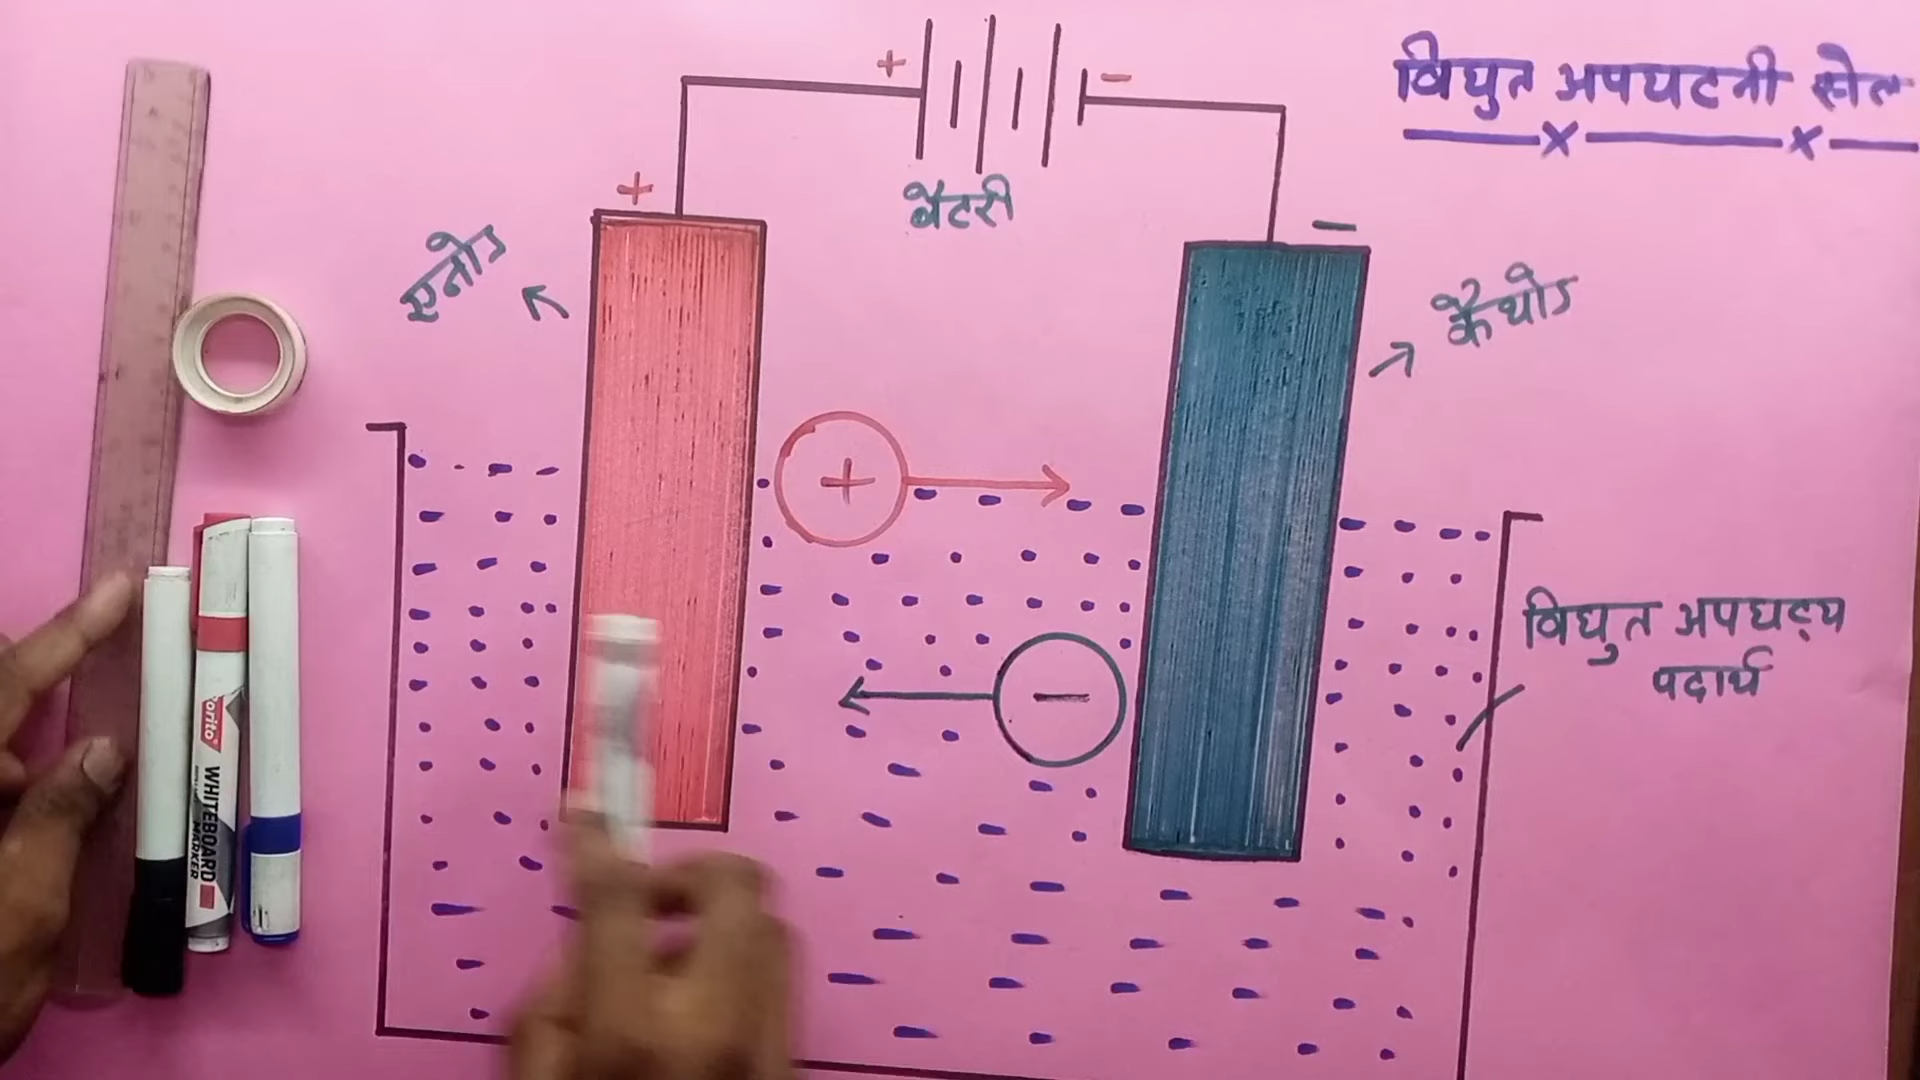 विद्युत अपघटनी सेल
+ −
बैटरी
+
−
एनोड
कैथोड
+
−
विद्युत अपघट्य
पदार्थ
WHITEBOARD
MARKER